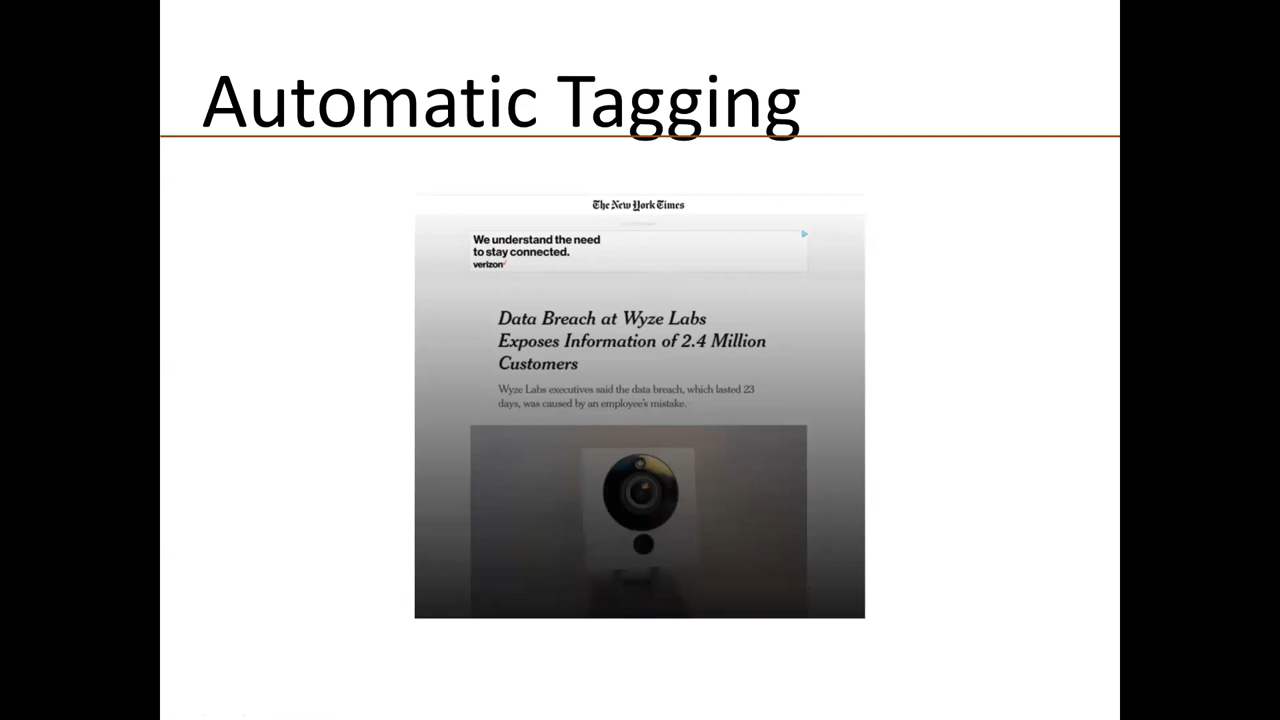 Automatic Tagging
The New York Times
We understand the need
to stay connected.
verizon
Data Breach at Wyze Labs
Exposes Information of 2.4 Million
Customers
Wyze Labs executives said the data breach, which lasted 23
days, was caused by an employee's mistake.